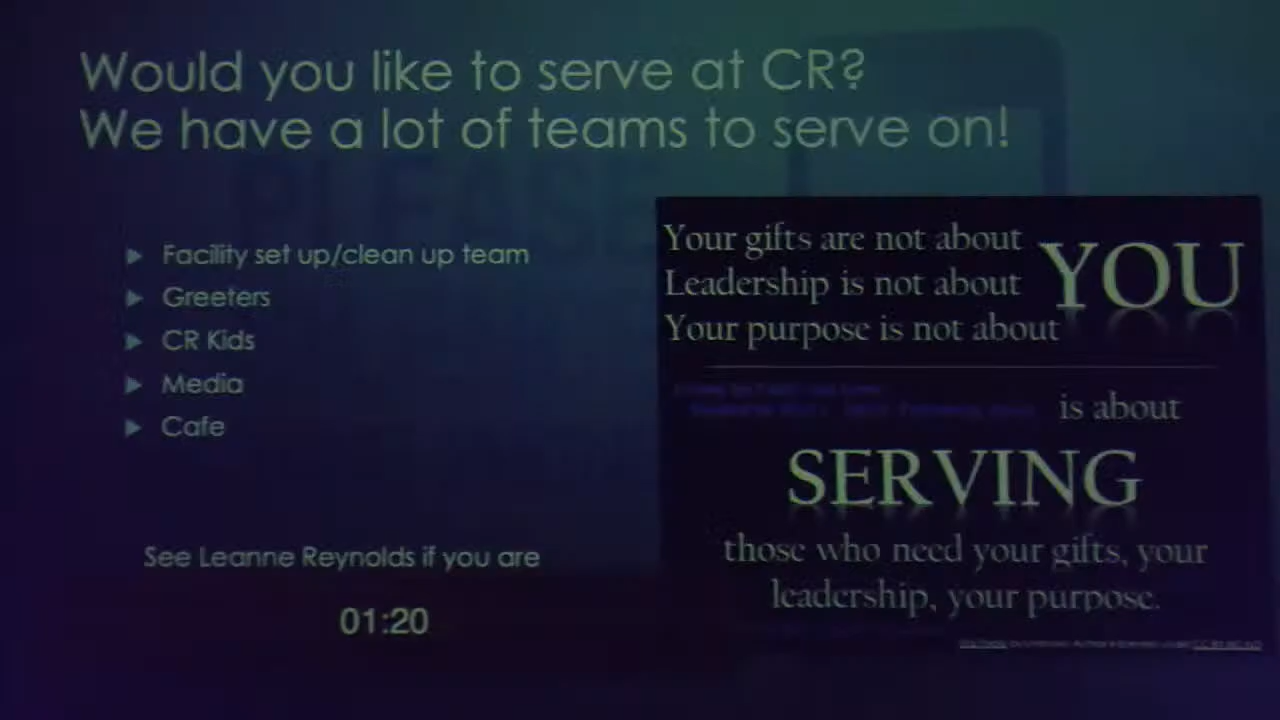 Would you like to serve at CR?
We have a lot of teams to serve on!
PLEASE
Facility set up/clean up team
Greeters
CR Kids
Media
Cafe
See Leanne Reynolds if you are
01:20
Your gifts are not about
Leadership is not about
Your purpose is not about
YOU
is about
SERVING
those who need your gifts, your
leadership, your purpose.